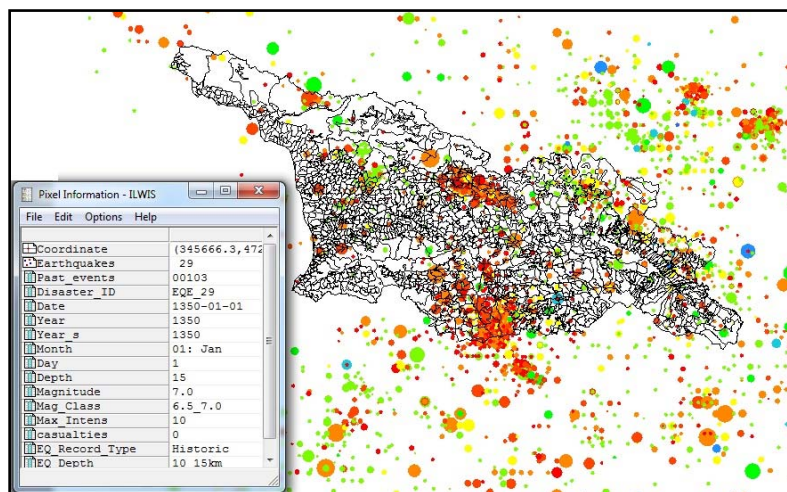 Pixel Information - ILWIS
File Edit Options Help
Coordinate (345666.3,472
Earthquakes 29
Past_events 00103
Disaster_ID EQE_29
Date 1350-01-01
Year 1350
Year_s 1350
Month 01: Jan
Day 1
Depth 15
Magnitude 7.0
Mag_Class 6.5_7.0
Max_Intens 10
casualties 0
EQ_Record_Type Historic
EQ_Depth 10_15km